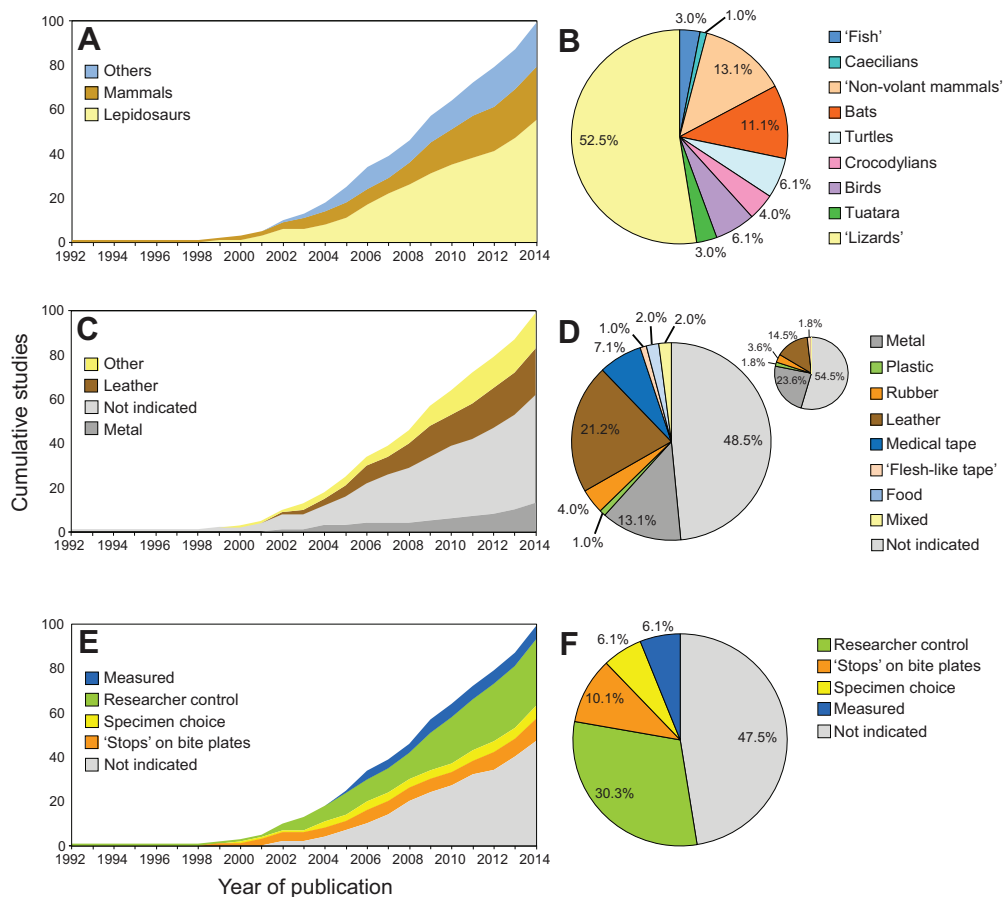 Cumulative studies
Year of publication
A
100
80
60
40
20
0
Others
Mammals
Lepidosaurs
1992 1994 1996 1998 2000 2002 2004 2006 2008 2010 2012 2014
B
3.0%
1.0%
13.1%
11.1%
6.1%
4.0%
6.1%
3.0%
52.5%
‘Fish’
Caecilians
‘Non-volant mammals’
Bats
Turtles
Crocodylians
Birds
Tuatara
‘Lizards’
C
100
80
60
40
20
0
Other
Leather
Not indicated
Metal
1992 1994 1996 1998 2000 2002 2004 2006 2008 2010 2012 2014
D
2.0%
2.0%
1.0%
7.1%
21.2%
4.0%
1.0%
13.1%
48.5%
1.8%
14.5%
3.6%
1.8%
23.6%
54.5%
Metal
Plastic
Rubber
Leather
Medical tape
‘Flesh-like tape’
Food
Mixed
Not indicated
E
100
80
60
40
20
0
Measured
Researcher control
Specimen choice
‘Stops’ on bite plates
Not indicated
1992 1994 1996 1998 2000 2002 2004 2006 2008 2010 2012 2014
F
6.1%
6.1%
10.1%
30.3%
47.5%
Researcher control
‘Stops’ on bite plates
Specimen choice
Measured
Not indicated